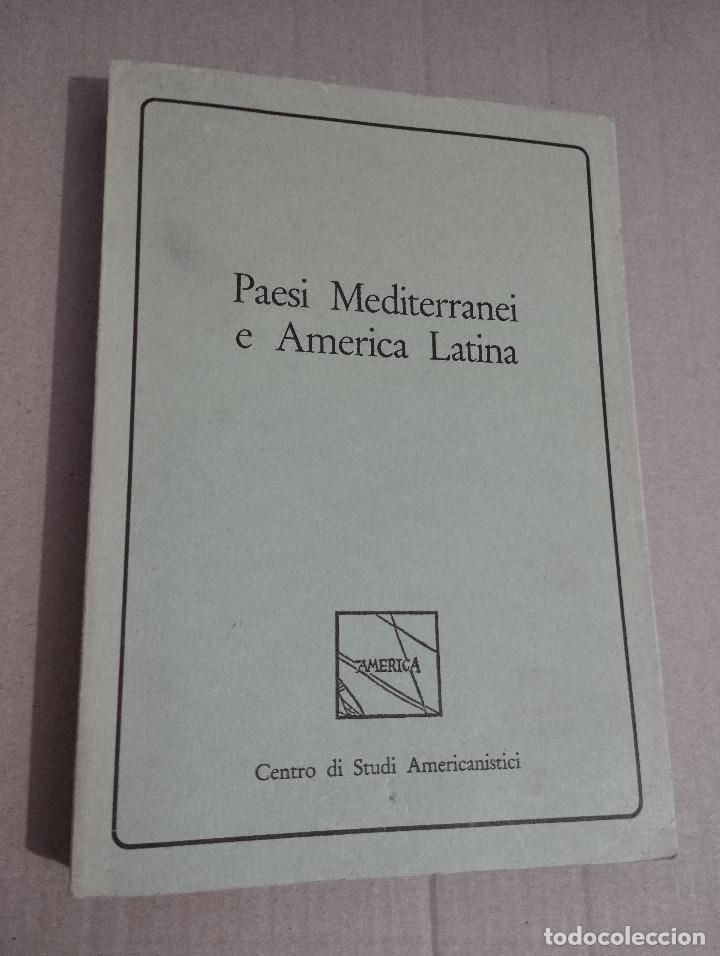 Paesi Mediterranei
e America Latina
AMERICA
Centro di Studi Americanistici
todocoleccion